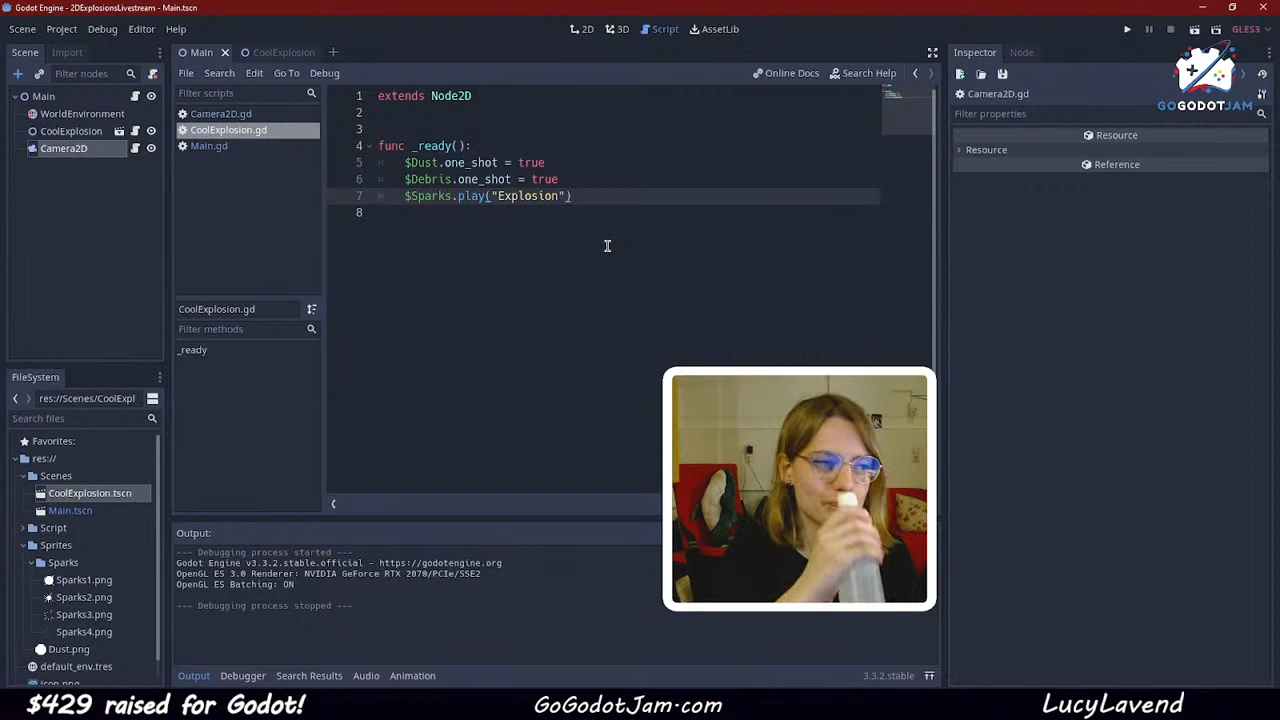 Godot Engine - 2DExplosionsLivestream - Main.tscn
Scene Project Debug Editor Help
2D 3D Script AssetLib
GLES3
Scene Import
Filter nodes
Main
WorldEnvironment
CoolExplosion
Camera2D
Main CoolExplosion
File Search Edit Go To Debug
Online Docs Search Help
Filter scripts
Camera2D.gd
CoolExplosion.gd
Main.gd
CoolExplosion.gd
Filter methods
_ready
1 extends Node2D
2
3
4 func _ready():
5 $Dust.one_shot = true
6 $Debris.one_shot = true
7 $Sparks.play("Explosion")
8
Inspector Node
Camera2D.gd
Filter properties
Resource
Resource
Reference
GOGODOTJAM
FileSystem
res://Scenes/CoolExpl
Search files
Favorites:
res://
Scenes
CoolExplosion.tscn
Main.tscn
Script
Sprites
Sparks
Sparks1.png
Sparks2.png
Sparks3.png
Sparks4.png
Dust.png
default_env.tres
icon.png
Output:
--- Debugging process started ---
Godot Engine v3.3.2.stable.official - https://godotengine.org
OpenGL ES 3.0 Renderer: NVIDIA GeForce RTX 2070/PCIe/SSE2
OpenGL ES Batching: ON
--- Debugging process stopped ---
Output Debugger Search Results Audio Animation
3.3.2.stable
$429 raised for Godot! GoGodotJam.com LucyLavend